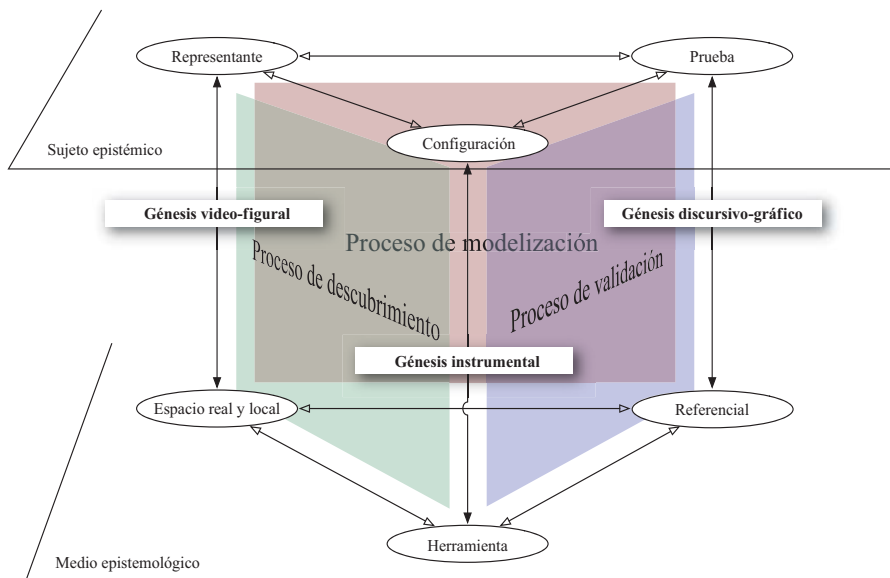 Representante
Prueba
Configuración
Sujeto epistémico
Génesis video-figural
Génesis discursivo-gráfico
Proceso de modelización
Proceso de descubrimiento
Proceso de validación
Génesis instrumental
Espacio real y local
Referencial
Herramienta
Medio epistemológico